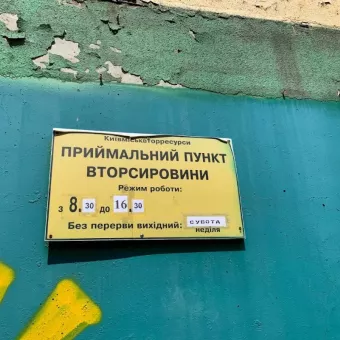 Київміськвторресурси
ПРИЙМАЛЬНИЙ ПУНКТ
ВТОРСИРОВИНИ
Режим роботи:
з 8.30 до 16.30
Без перерви вихідний: СУБОТА
неділя